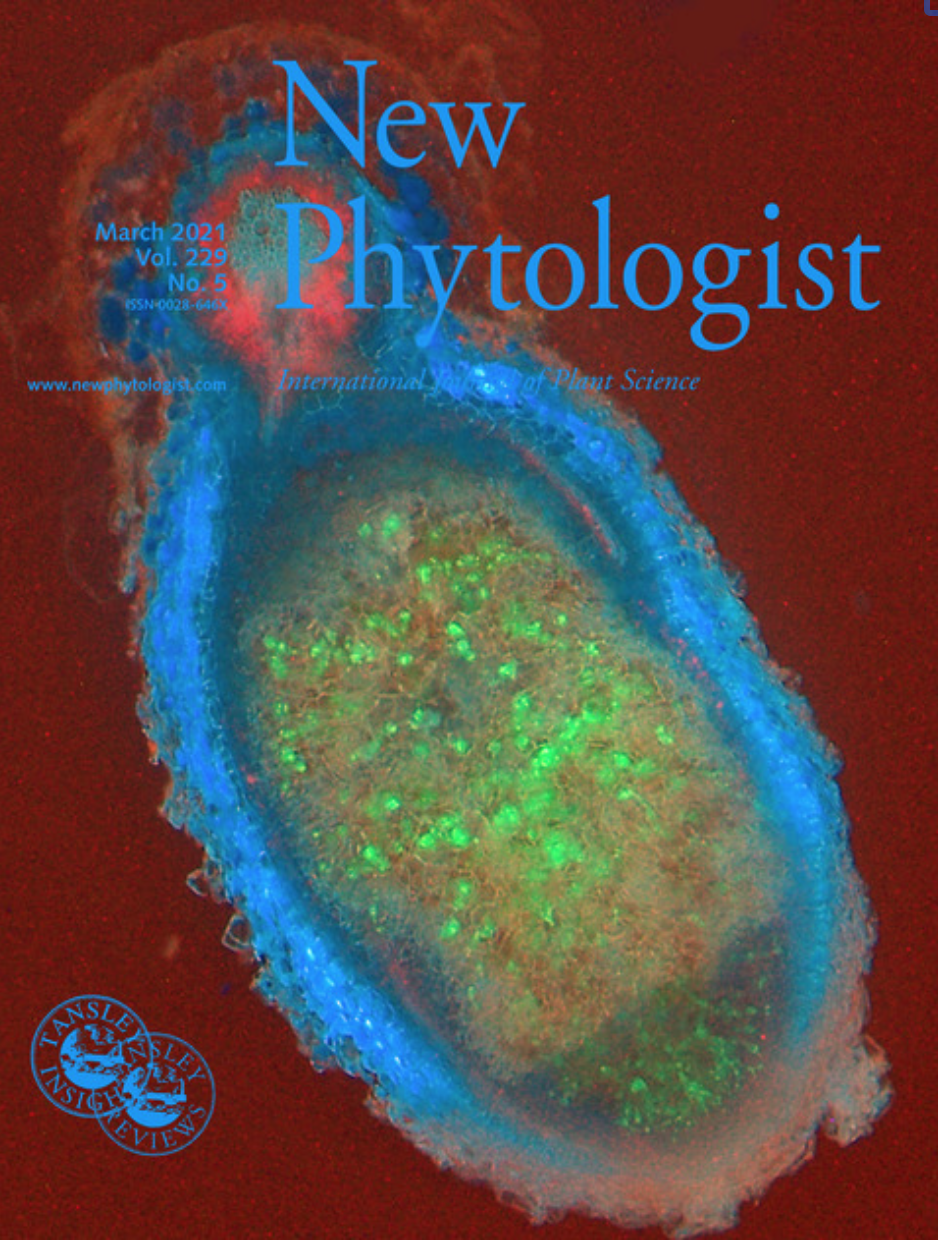 New
Phytologist
March 2021
Vol. 229
No. 5
ISSN 0028-646X
www.newphytologist.com
International Journal of Plant Science
TANSLEY
INSIGHT
TANSLEY
REVIEWS